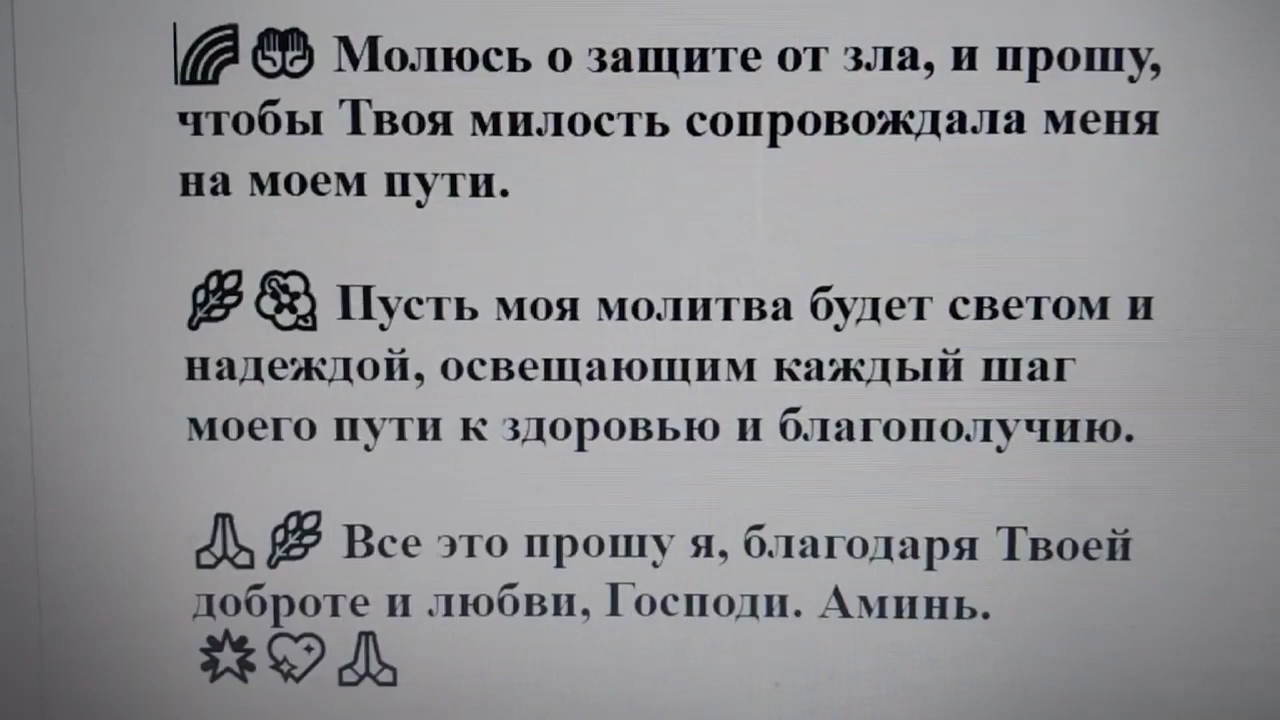 🌈🤲 Молюсь о защите от зла, и прошу,
чтобы Твоя милость сопровождала меня
на моем пути.
🌿🌺 Пусть моя молитва будет светом и
надеждой, освещающим каждый шаг
моего пути к здоровью и благополучию.
🙏🌿 Все это прошу я, благодаря Твоей
доброте и любви, Господи. Аминь.
🌟💖🙏